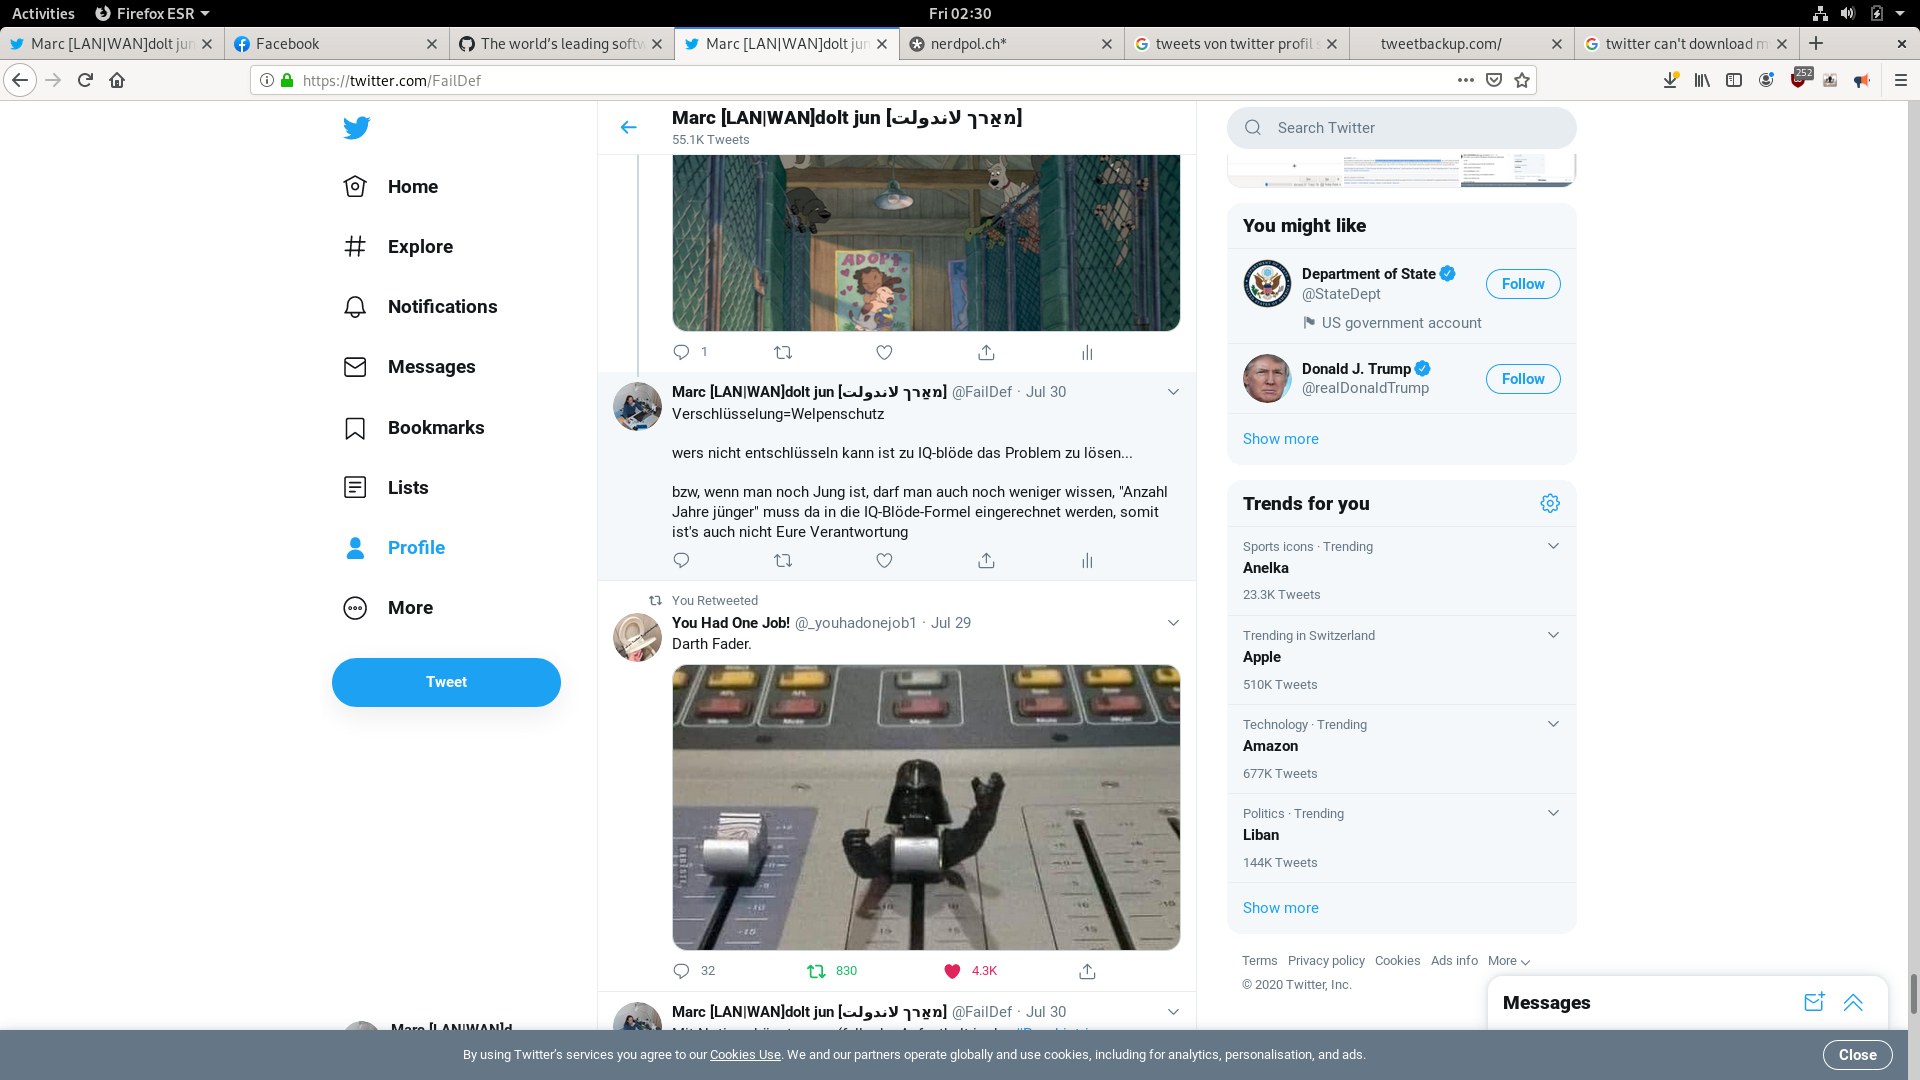 Activities
Firefox ESR
Fri 02:30
Marc [LAN|WAN]dolt jun
Facebook
The world's leading softw
Marc [LAN|WAN]dolt jun
nerdpol.ch*
tweets von twitter profil s
tweetbackup.com/
twitter can't download m
https://twitter.com/FailDef
252
Home
Explore
Notifications
Messages
Bookmarks
Lists
Profile
More
Tweet
Marc [LAN|WAN]d
Marc [LAN|WAN]dolt jun [מאַרך לאַנדולת]
55.1K Tweets
ADOPT
1
Marc [LAN|WAN]dolt jun [מאַרך לאַנדולת] @FailDef · Jul 30
Verschlüsselung=Welpenschutz
wers nicht entschlüsseln kann ist zu IQ-blöde das Problem zu lösen...
bzw, wenn man noch Jung ist, darf man auch noch weniger wissen, "Anzahl
Jahre jünger" muss da in die IQ-Blöde-Formel eingerechnet werden, somit
ist's auch nicht Eure Verantwortung
You Retweeted
You Had One Job! @_youhadonejob1 · Jul 29
Darth Fader.
Mute
Mute
Mute
Mute
Mute
32
830
4.3K
Marc [LAN|WAN]dolt jun [מאַרך לאַנדולת] @FailDef · Jul 30
Search Twitter
You might like
Department of State
@StateDept
Follow
US government account
Donald J. Trump
@realDonaldTrump
Follow
Show more
Trends for you
Sports icons · Trending
Anelka
23.3K Tweets
Trending in Switzerland
Apple
510K Tweets
Technology · Trending
Amazon
677K Tweets
Politics · Trending
Liban
144K Tweets
Show more
Terms Privacy policy Cookies Ads info More
© 2020 Twitter, Inc.
Messages
By using Twitter's services you agree to our Cookies Use. We and our partners operate globally and use cookies, including for analytics, personalisation, and ads.
Close